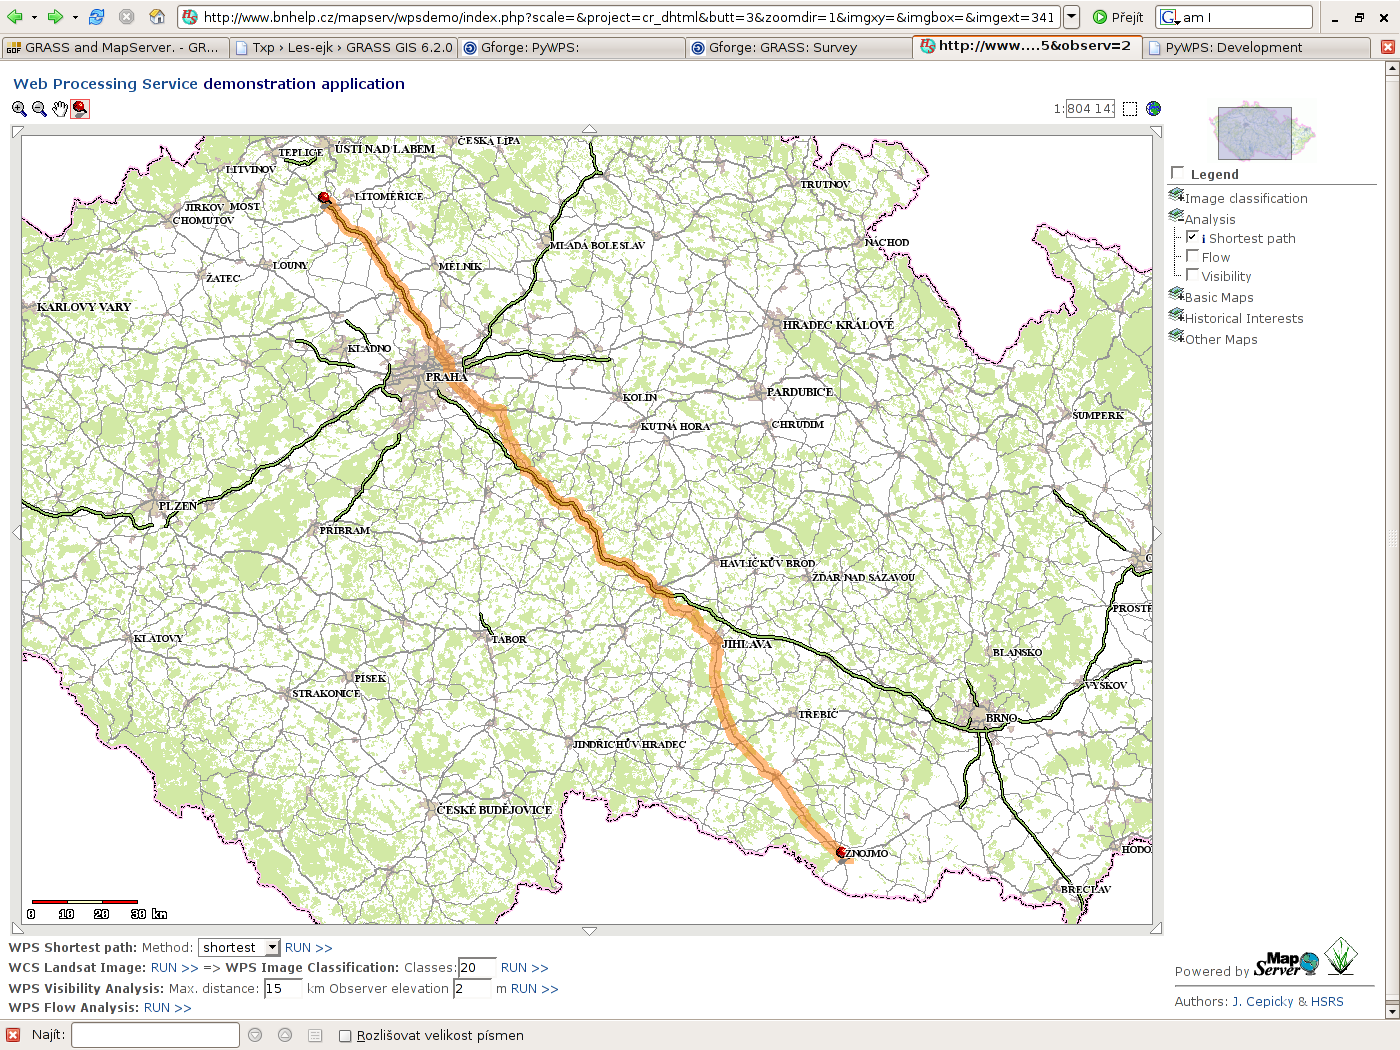 http://www.bnhelp.cz/mapserv/wpsdemo/index.php?scale=&project=cr_dhtml&butt=3&zoomdir=1&imgxy=&imgbox=&imgext=341
Přejít
am I
GRASS and MapServer. - GR...
Txp › Les-ejk › GRASS GIS 6.2.0
Gforge: PyWPS:
Gforge: GRASS: Survey
http://www....5&observ=2
PyWPS: Development
Web Processing Service demonstration application
1:
Legend
Image classification
Analysis
i Shortest path
Flow
Visibility
Basic Maps
Historical Interests
Other Maps
TEPLICE
ÚSTÍ NAD LABEM
ČESKÁ LÍPA
LITVÍNOV
TRUTNOV
LITOMĚŘICE
JIRKOV
MOST
CHOMUTOV
MLADÁ BOLESLAV
NÁCHOD
LOUNY
MĚLNÍK
ŽATEC
KARLOVY VARY
HRADEC KRÁLOVÉ
KLADNO
PRAHA
PARDUBICE
KOLÍN
ŠUMPERK
KUTNÁ HORA
CHRUDIM
PLZEŇ
PŘÍBRAM
HAVLÍČKŮV BROD
ŽĎÁR NAD SÁZAVOU
PROSTĚ
KLATOVY
TÁBOR
JIHLAVA
BLANSKO
PÍSEK
VYŠKOV
STRAKONICE
TŘEBÍČ
BRNO
JINDŘICHŮV HRADEC
ČESKÉ BUDĚJOVICE
ZNOJMO
HODO
BŘECLAV
0 10 20 30 km
WPS Shortest path: Method: shortest RUN >>
WCS Landsat Image: RUN >> => WPS Image Classification: Classes: 20 RUN >>
WPS Visibility Analysis: Max. distance: 15 km Observer elevation 2 m RUN >>
WPS Flow Analysis: RUN >>
Powered by Map Server
Authors: J. Cepicky & HSRS
Najít:
Rozlišovat velikost písmen